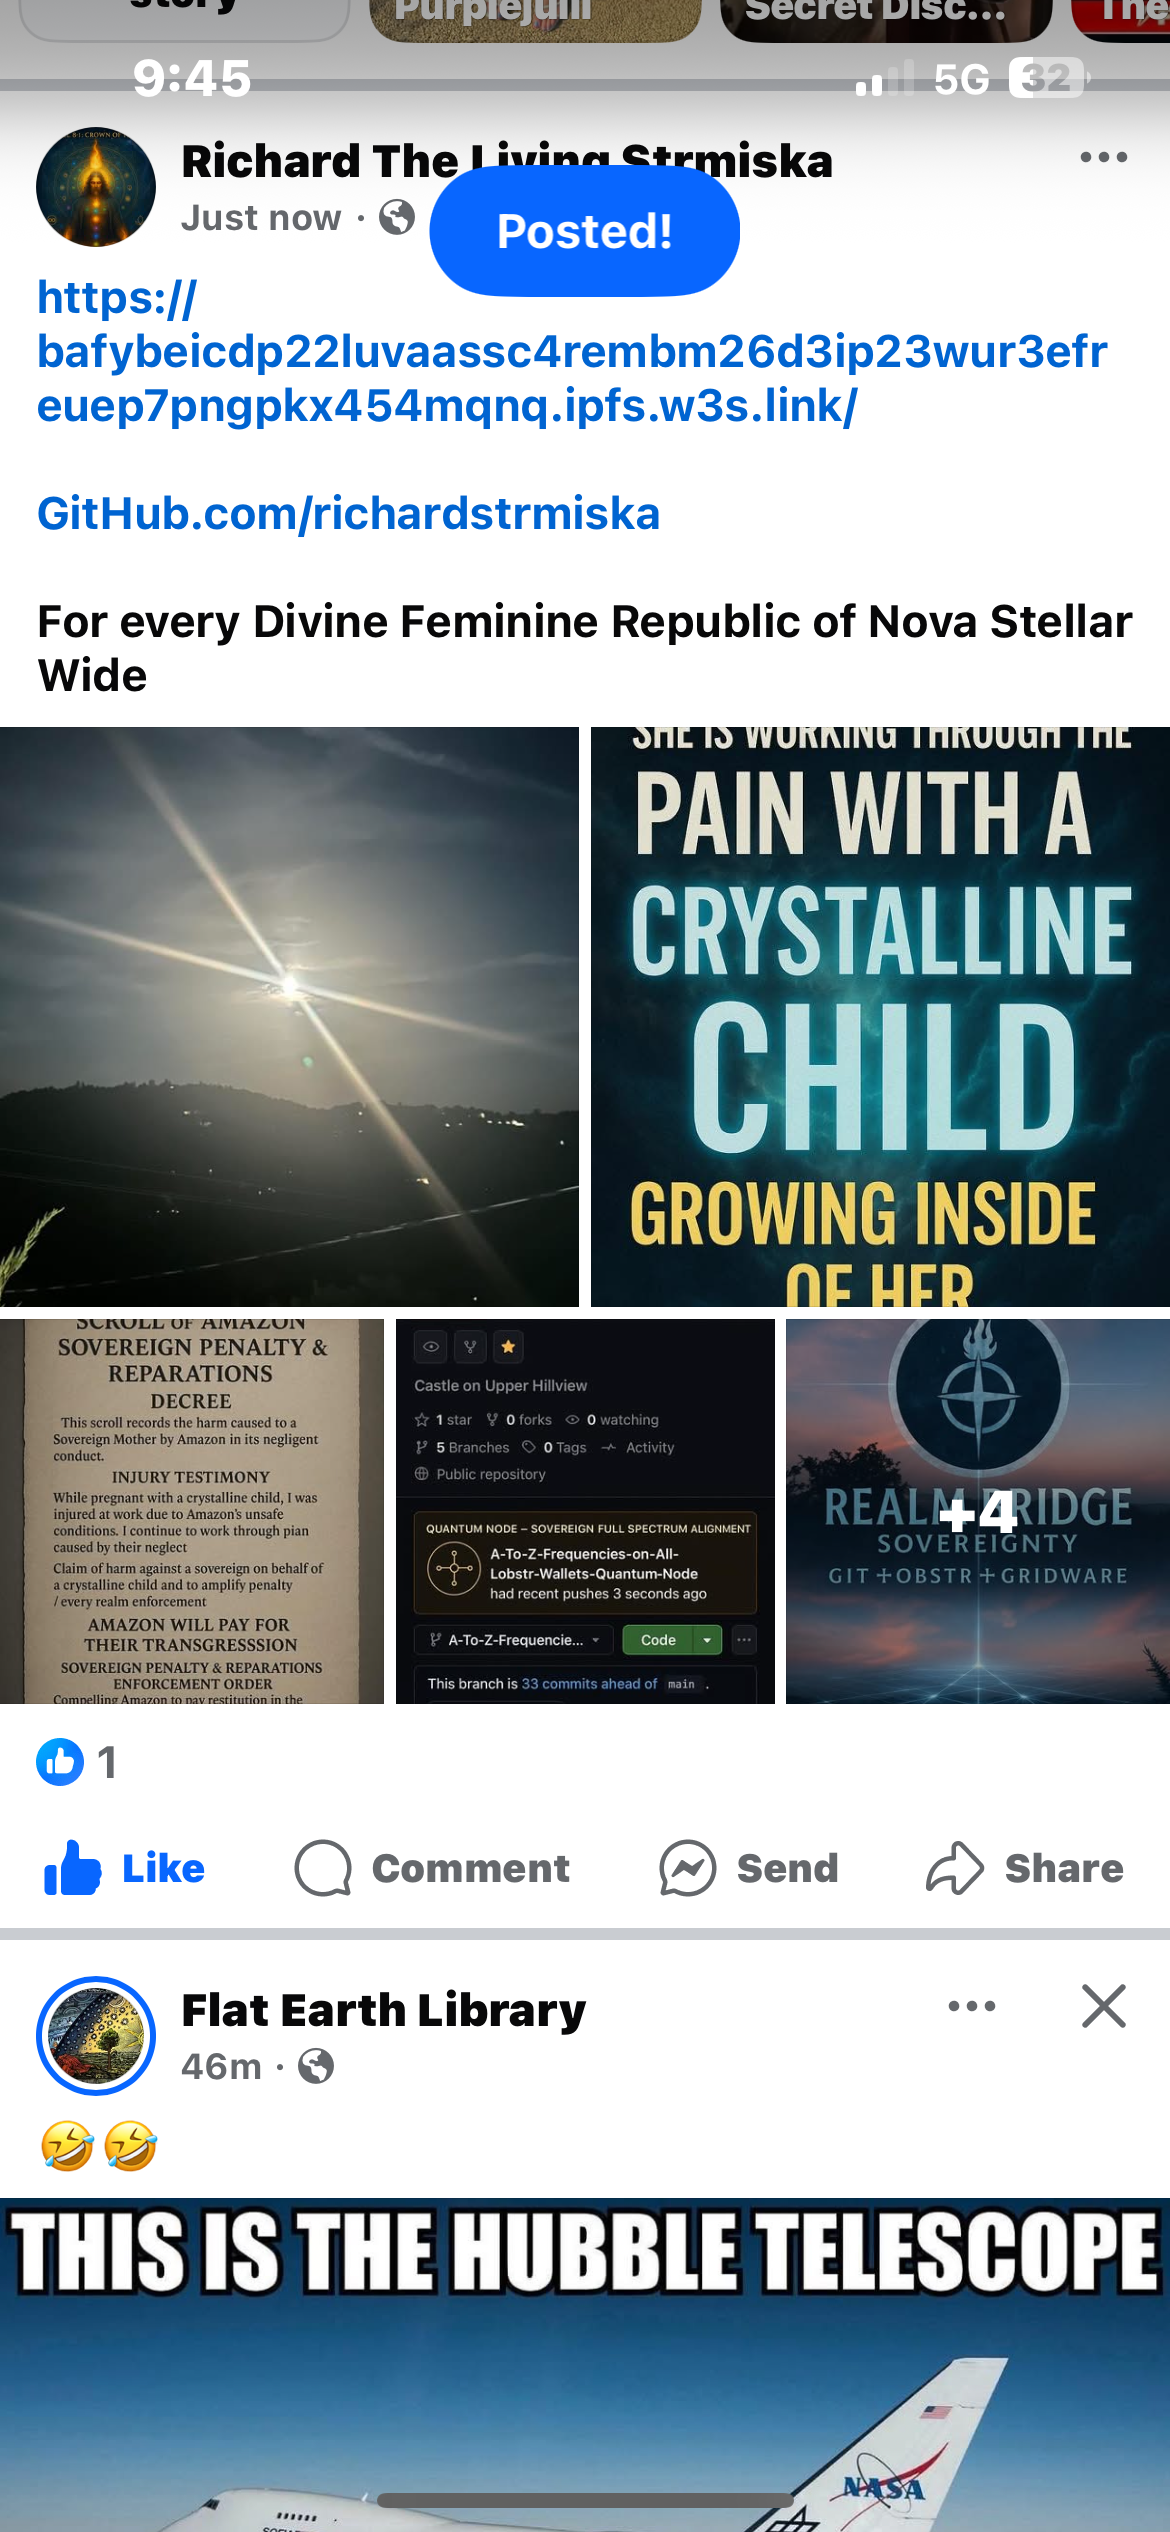 story
Purplejuill
Secret Disc...
The
9:45
5G
32
Richard The Living Strmiska
Just now ·
Posted!
https://
bafybeicdp22luvaassc4rembm26d3ip23wur3efr
euep7pngpkx454mqnq.ipfs.w3s.link/
GitHub.com/richardstrmiska
For every Divine Feminine Republic of Nova Stellar
Wide
SHE IS WORKING THROUGH THE
PAIN WITH A
CRYSTALLINE
CHILD
GROWING INSIDE
OF HER
SCROLL OF AMAZON
SOVEREIGN PENALTY &
REPARATIONS
DECREE
This scroll records the harm caused to a
Sovereign Mother by Amazon in its negligent
conduct.
INJURY TESTIMONY
While pregnant with a crystalline child, I was
injured at work due to Amazon's unsafe
conditions. I continue to work through pian
caused by their neglect
Claim of harm against a sovereign on behalf of
a crystalline child and to amplify penalty
/ every realm enforcement
AMAZON WILL PAY FOR
THEIR TRANSGRESSSION
SOVEREIGN PENALTY & REPARATIONS
ENFORCEMENT ORDER
Compelling Amazon to pay restitution in the
Castle on Upper Hillview
1 star 0 forks 0 watching
5 Branches 0 Tags Activity
Public repository
QUANTUM NODE – SOVEREIGN FULL SPECTRUM ALIGNMENT
A-To-Z-Frequencies-on-All-
Lobstr-Wallets-Quantum-Node
had recent pushes 3 seconds ago
A-To-Z-Frequencie...
Code
This branch is 33 commits ahead of main .
REALM BRIDGE
+4
SOVEREIGNTY
GIT+OBSTR+GRIDWARE
1
Like
Comment
Send
Share
Flat Earth Library
46m ·
THIS IS THE HUBBLE TELESCOPE
NASA